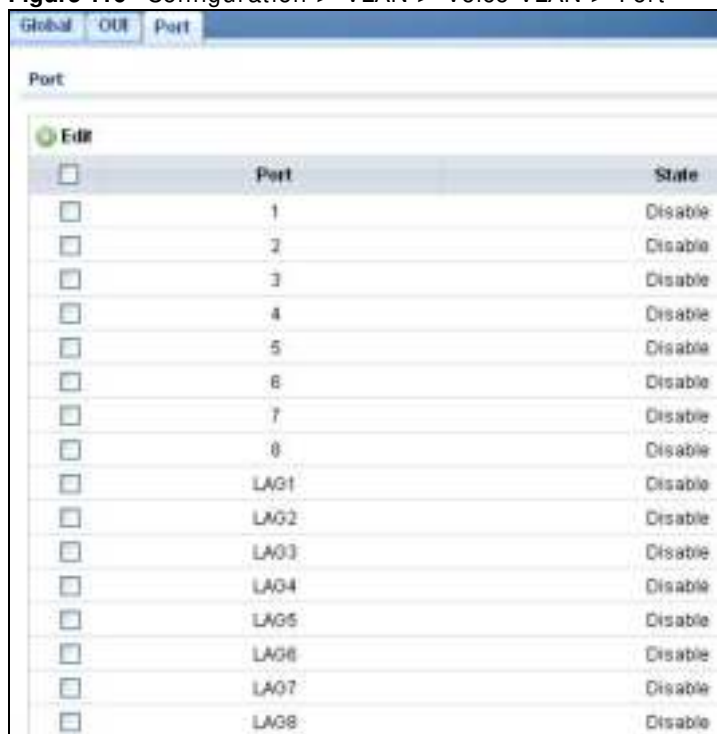 Configuration > VLAN > Voice VLAN > Port
Global OUI Port
Port
Edit
Port State
1 Disable
2 Disable
3 Disable
4 Disable
5 Disable
6 Disable
7 Disable
8 Disable
LAG1 Disable
LAG2 Disable
LAG3 Disable
LAG4 Disable
LAG5 Disable
LAG6 Disable
LAG7 Disable
LAG8 Disable